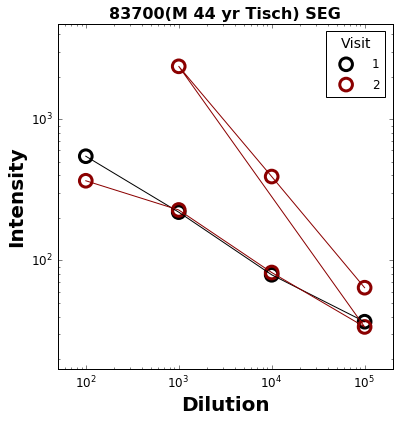 83700(M 44 yr Tisch) SEG
Visit
1
2
Intensity
10³
10²
10² 10³ 10⁴ 10⁵
Dilution